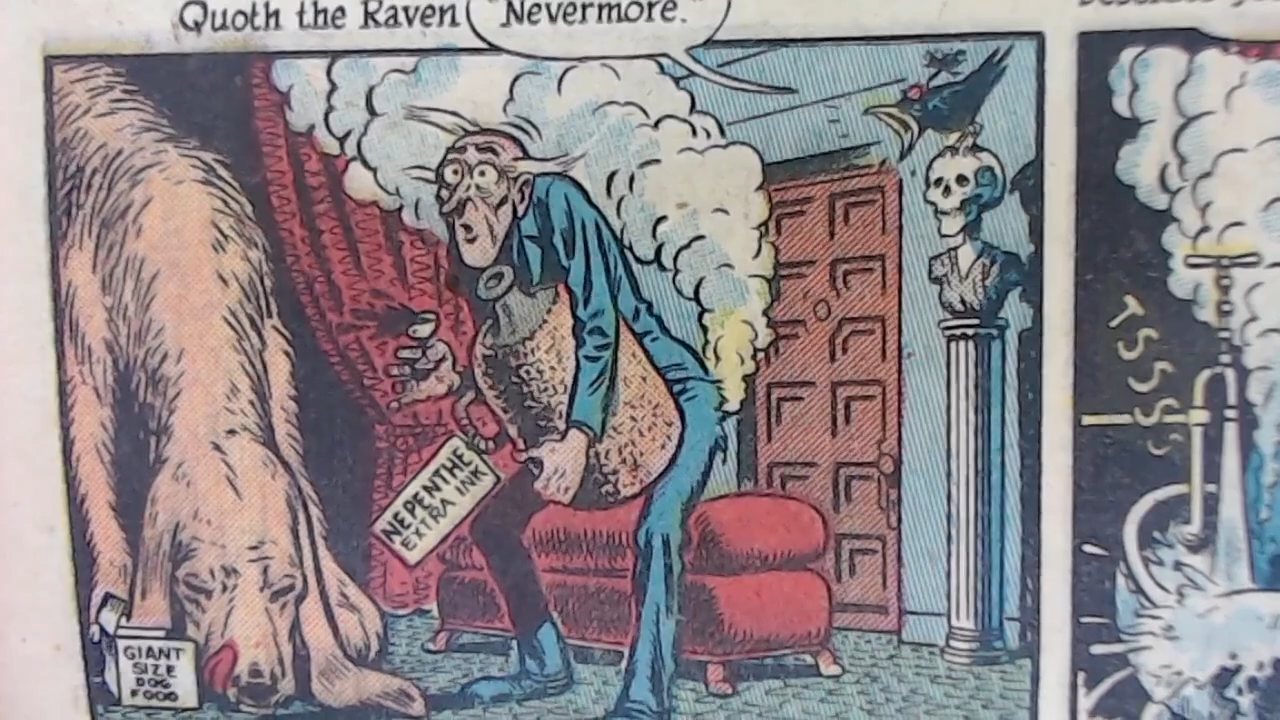 Quoth the Raven "Nevermore."
NEPENTHE
EXTRA INK
GIANT
SIZE
DOG
FOOD
TSSSS